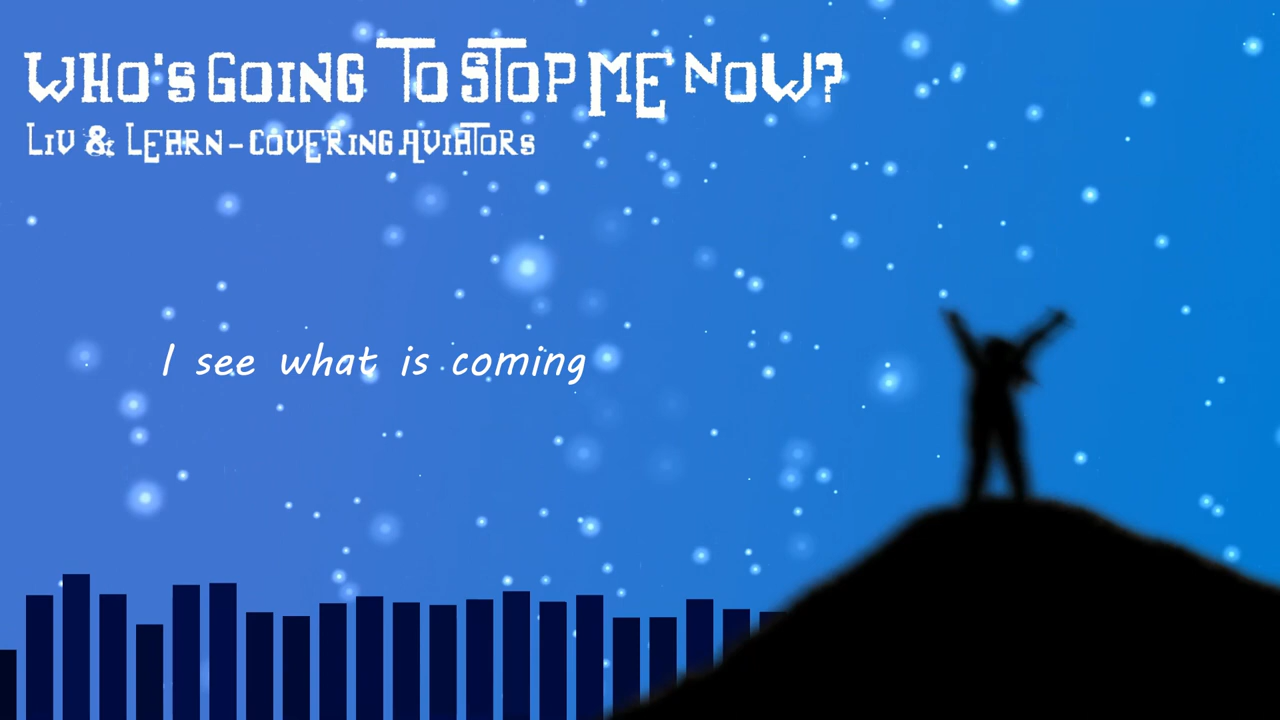 Who's Going To Stop Me Now?
Liv & Learn - Covering Aviators
I see what is coming